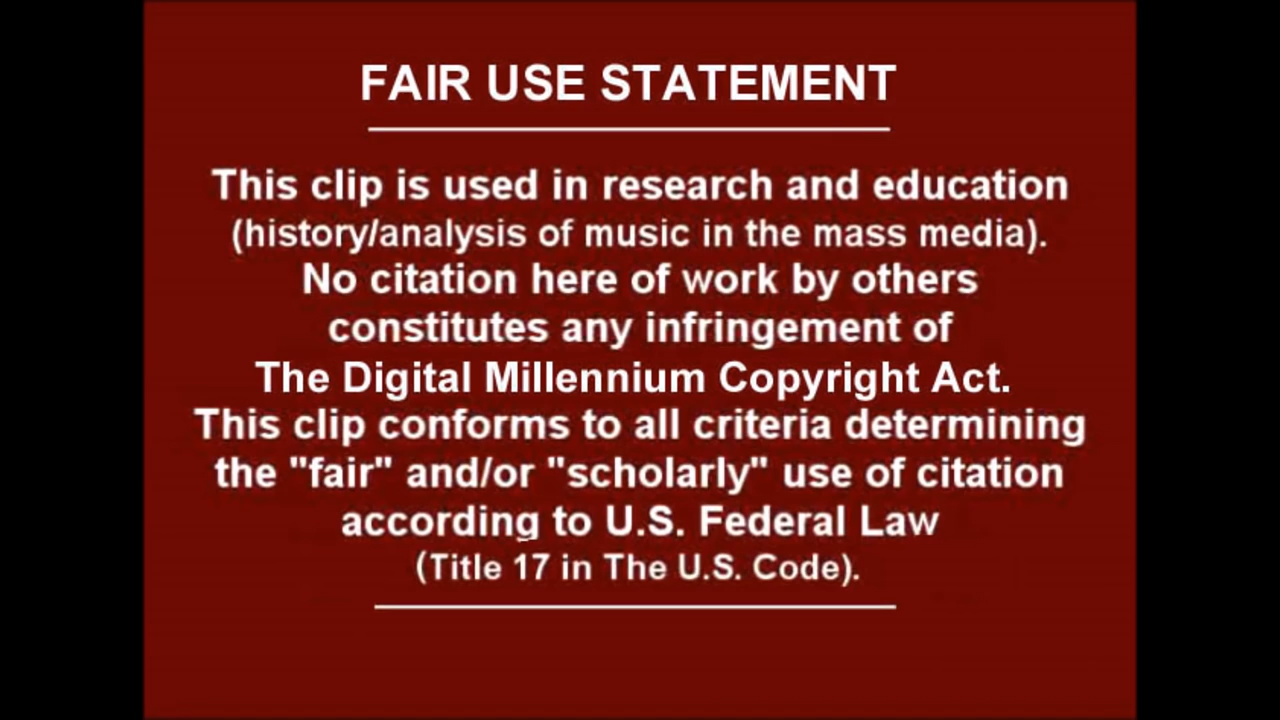 FAIR USE STATEMENT
This clip is used in research and education
(history/analysis of music in the mass media).
No citation here of work by others
constitutes any infringement of
The Digital Millennium Copyright Act.
This clip conforms to all criteria determining
the "fair" and/or "scholarly" use of citation
according to U.S. Federal Law
(Title 17 in The U.S. Code).